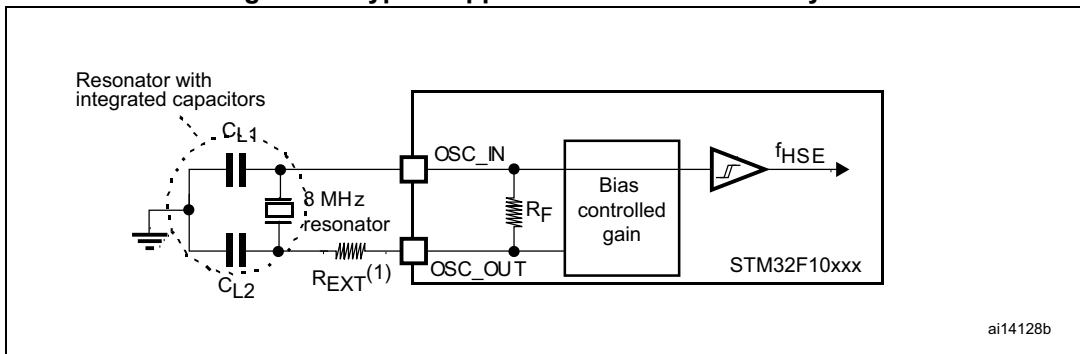 Resonator with
integrated capacitors
CL1
OSC_IN
fHSE
8 MHz
resonator
RF
Bias
controlled
gain
REXT(1)
OSC_OUT
STM32F10xxx
CL2
ai14128b